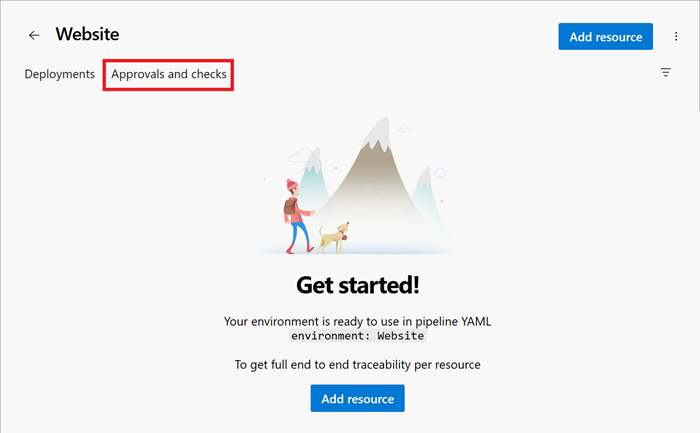 Website
Add resource
Deployments
Approvals and checks
Get started!
Your environment is ready to use in pipeline YAML
environment: Website
To get full end to end traceability per resource
Add resource